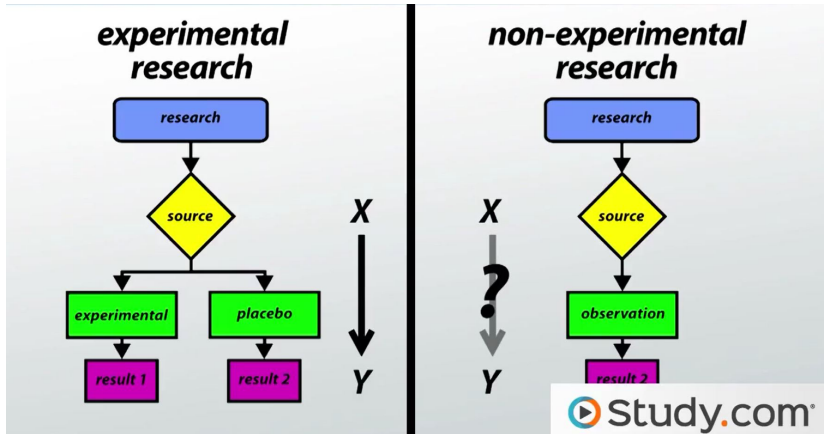 experimental
research
research
source
experimental
placebo
result 1
result 2
X
Y
non-experimental
research
research
source
observation
result 2
X
?
Y
Study.com®